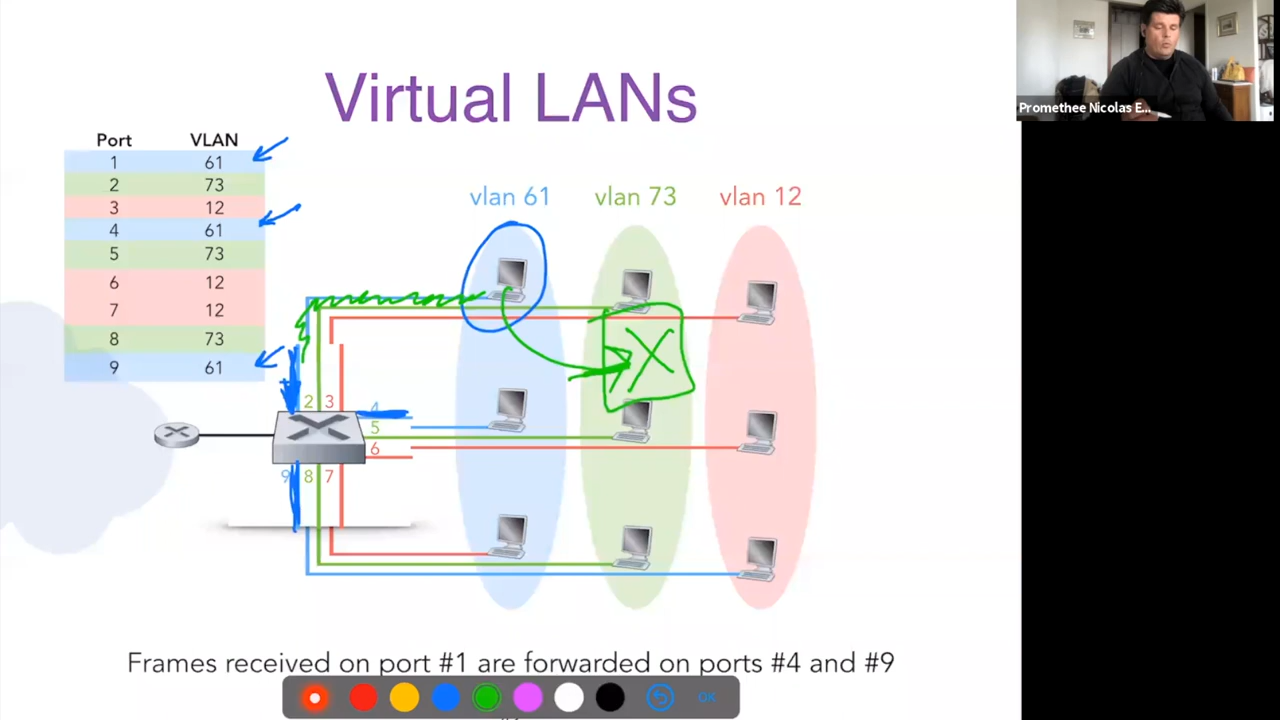 Virtual LANs
Promethee Nicolas E...
Port VLAN
1 61
2 73
3 12
4 61
5 73
6 12
7 12
8 73
9 61
vlan 61 vlan 73 vlan 12
2 3
4
5
6
9 8 7
Frames received on port #1 are forwarded on ports #4 and #9
OK